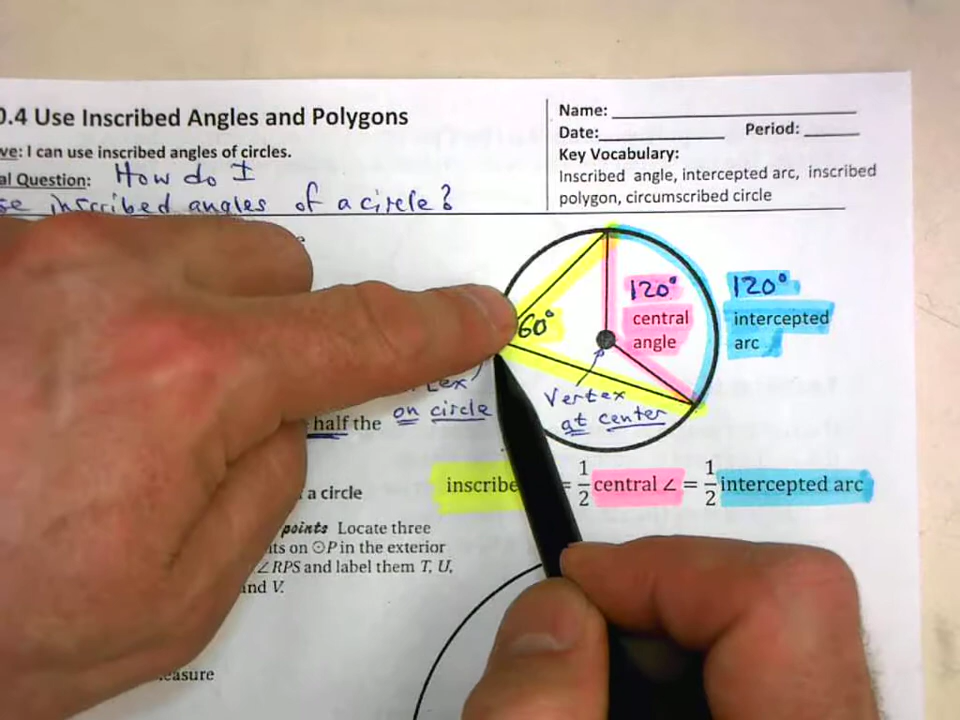 0.4 Use Inscribed Angles and Polygons
Name:
Date: Period:
Key Vocabulary:
Inscribed angle, intercepted arc, inscribed
polygon, circumscribed circle
ve: I can use inscribed angles of circles.
al Question: How do I
se inscribed angles of a circle?
60°
120°
central
angle
120°
intercepted
arc
Vertex
at center
on circle
half the
inscribe = 1/2 central ∠ = 1/2 intercepted arc
a circle
points Locate three
nts on ⊙P in the exterior
∠RPS and label them T, U,
and V.
easure